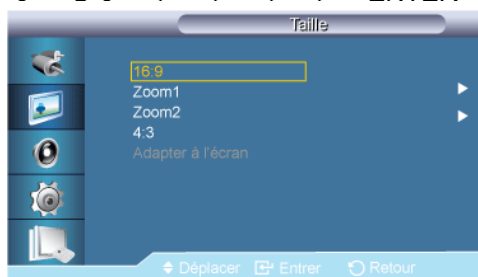 Taille
16:9
Zoom1
Zoom2
4:3
Adapter à l'écran
Déplacer Entrer Retour